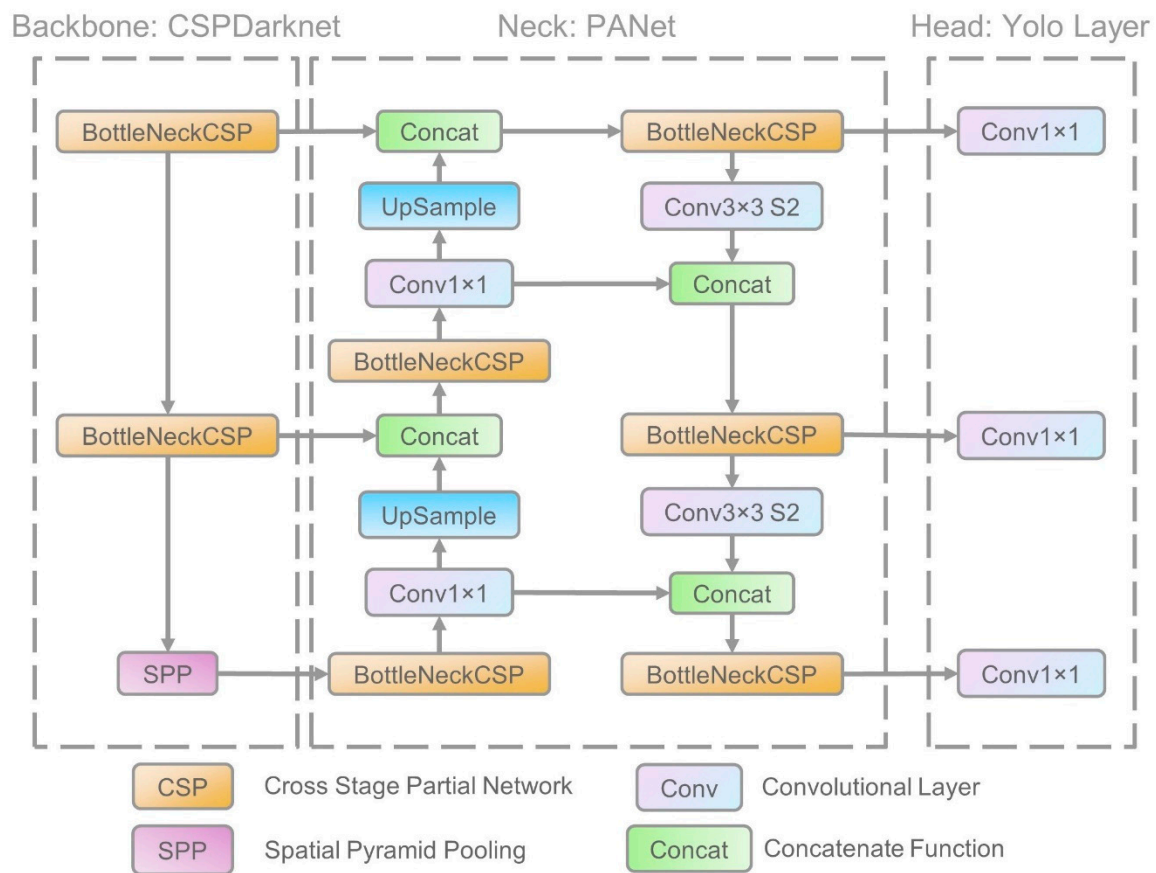 Backbone: CSPDarknet
Neck: PANet
Head: Yolo Layer
BottleNeckCSP
Concat
BottleNeckCSP
Conv1×1
UpSample
Conv3×3 S2
Conv1×1
Concat
BottleNeckCSP
BottleNeckCSP
Concat
BottleNeckCSP
Conv1×1
UpSample
Conv3×3 S2
Conv1×1
Concat
SPP
BottleNeckCSP
BottleNeckCSP
Conv1×1
CSP
Cross Stage Partial Network
Conv
Convolutional Layer
SPP
Spatial Pyramid Pooling
Concat
Concatenate Function